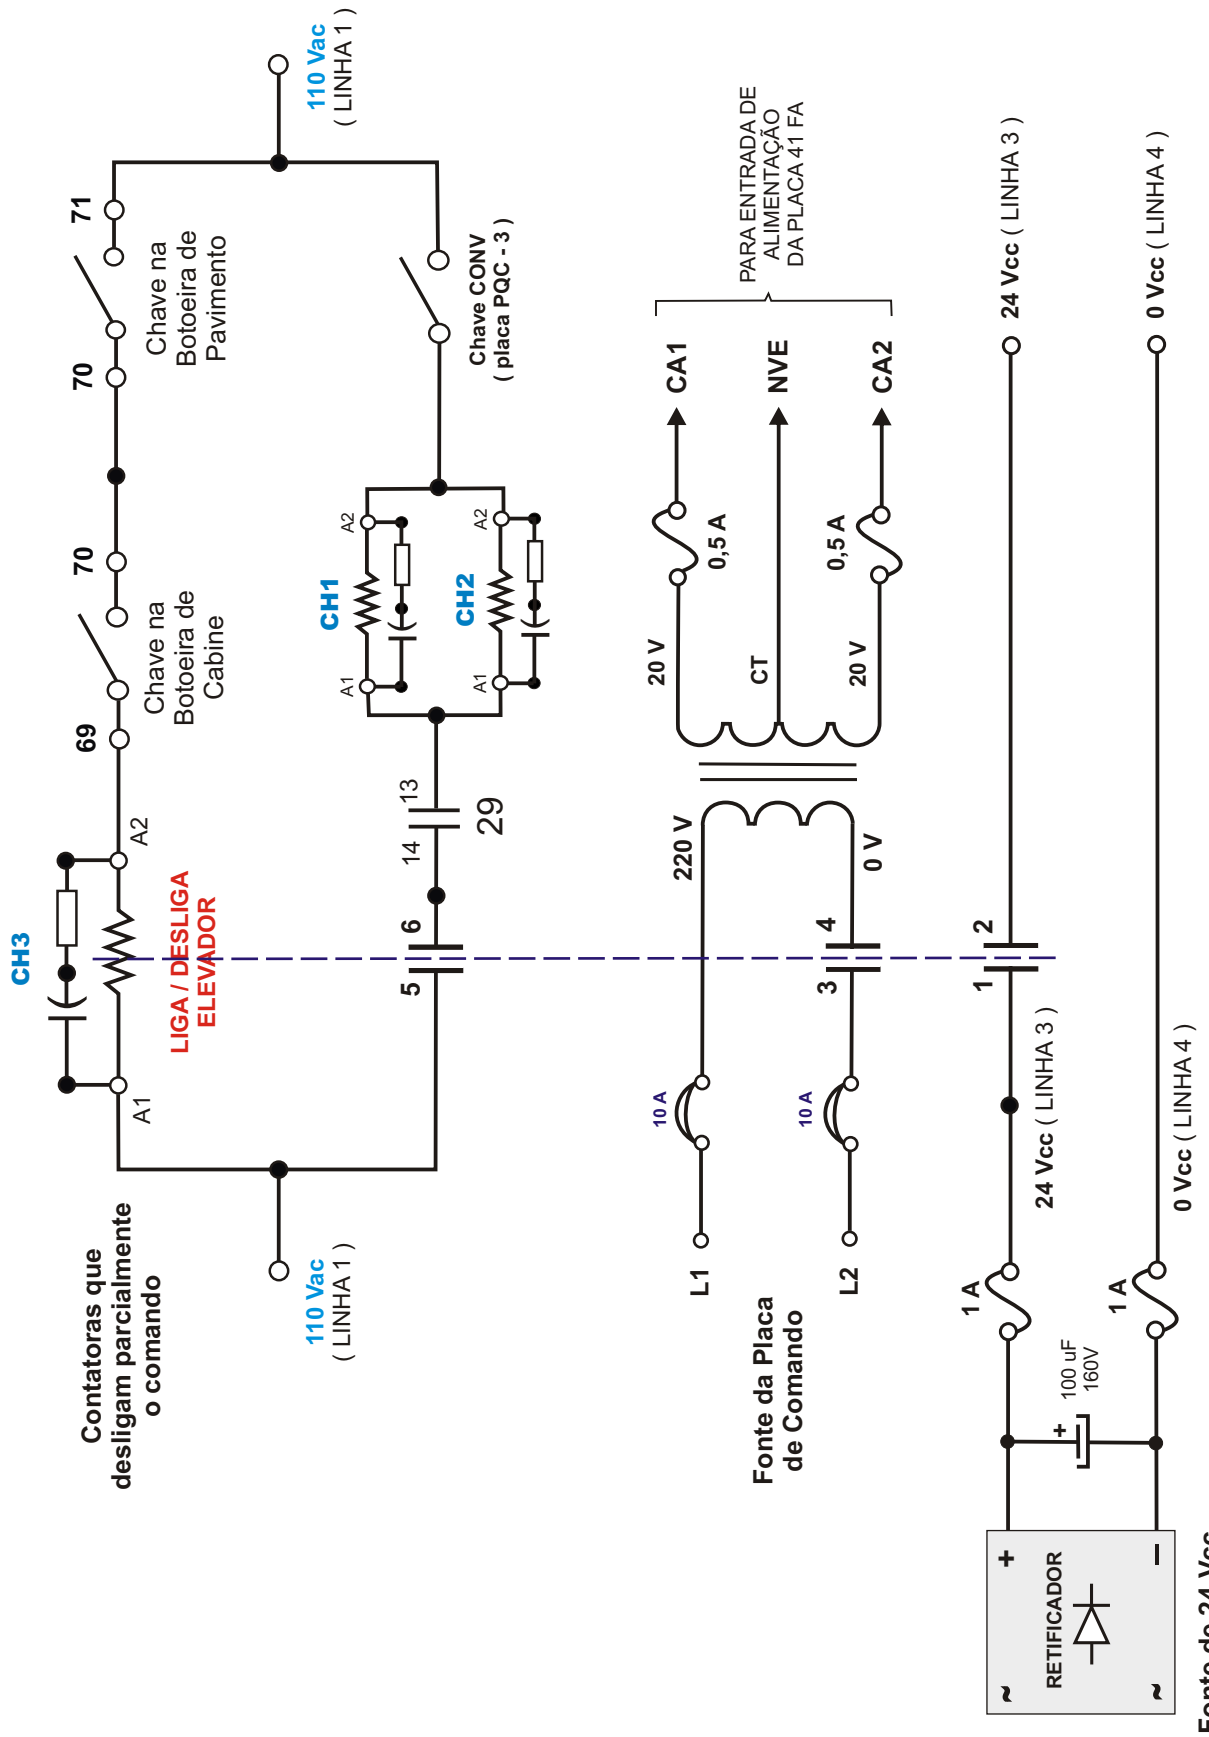 Contatoras que
desligam parcialmente
o comando
110 Vac
( LINHA 1 )
A1
CH3
LIGA / DESLIGA
ELEVADOR
A2
69
Chave na
Botoeira de
Cabine
70
70
Chave na
Botoeira de
Pavimento
71
110 Vac
( LINHA 1 )
5
6
14
13
29
A1
CH1
A2
A1
CH2
A2
Chave CONV
( placa PQC - 3 )
Fonte da Placa
de Comando
L1
10 A
220 V
L2
10 A
3
4
0 V
20 V
0,5 A
CA1
CT
NVE
20 V
0,5 A
CA2
PARA ENTRADA DE
ALIMENTAÇÃO
DA PLACA 41 FA
RETIFICADOR
~
+
~
–
+
100 uF
160V
1 A
24 Vcc ( LINHA 3 )
1
2
24 Vcc ( LINHA 3 )
1 A
0 Vcc ( LINHA 4 )
0 Vcc ( LINHA 4 )
Fonte de 24 Vcc